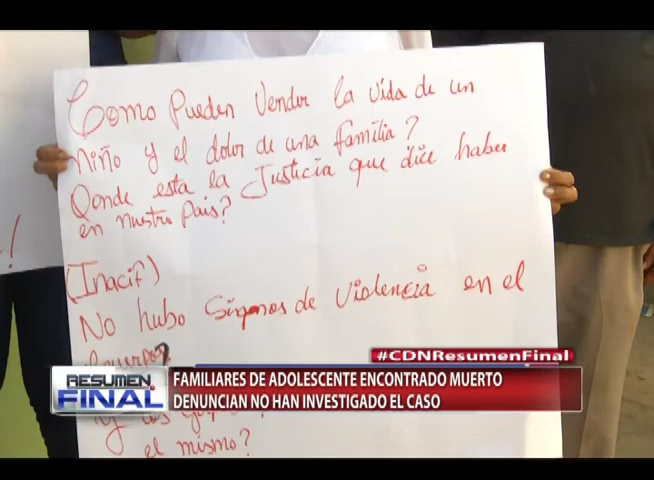 Como Pueden Vender la vida de un
niño y el dolor de una familia?
Donde esta la Justicia que dice haber
en nuestro pais?
(Inacif)
No hubo Signos de Violencia en el
#CDNResumenFinal
RESUMEN FINAL
FAMILIARES DE ADOLESCENTE ENCONTRADO MUERTO
DENUNCIAN NO HAN INVESTIGADO EL CASO
el mismo?
!